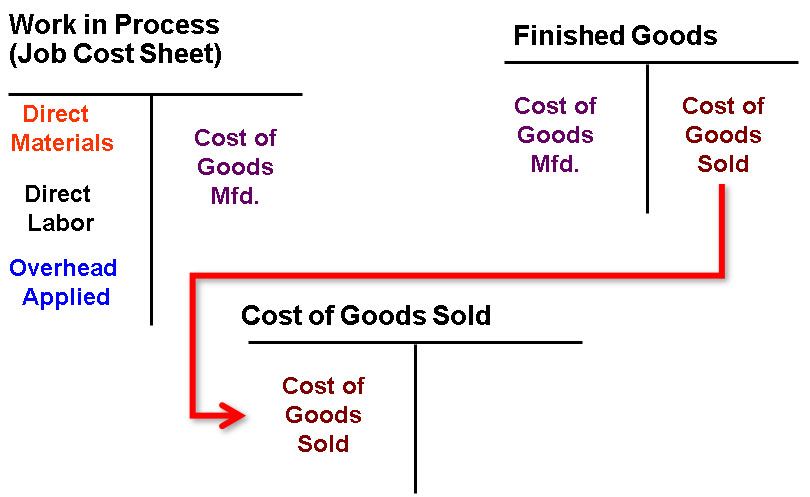 Work in Process
(Job Cost Sheet)
Direct
Materials
Direct
Labor
Overhead
Applied
Cost of
Goods
Mfd.
Finished Goods
Cost of
Goods
Mfd.
Cost of
Goods
Sold
Cost of Goods Sold
Cost of
Goods
Sold